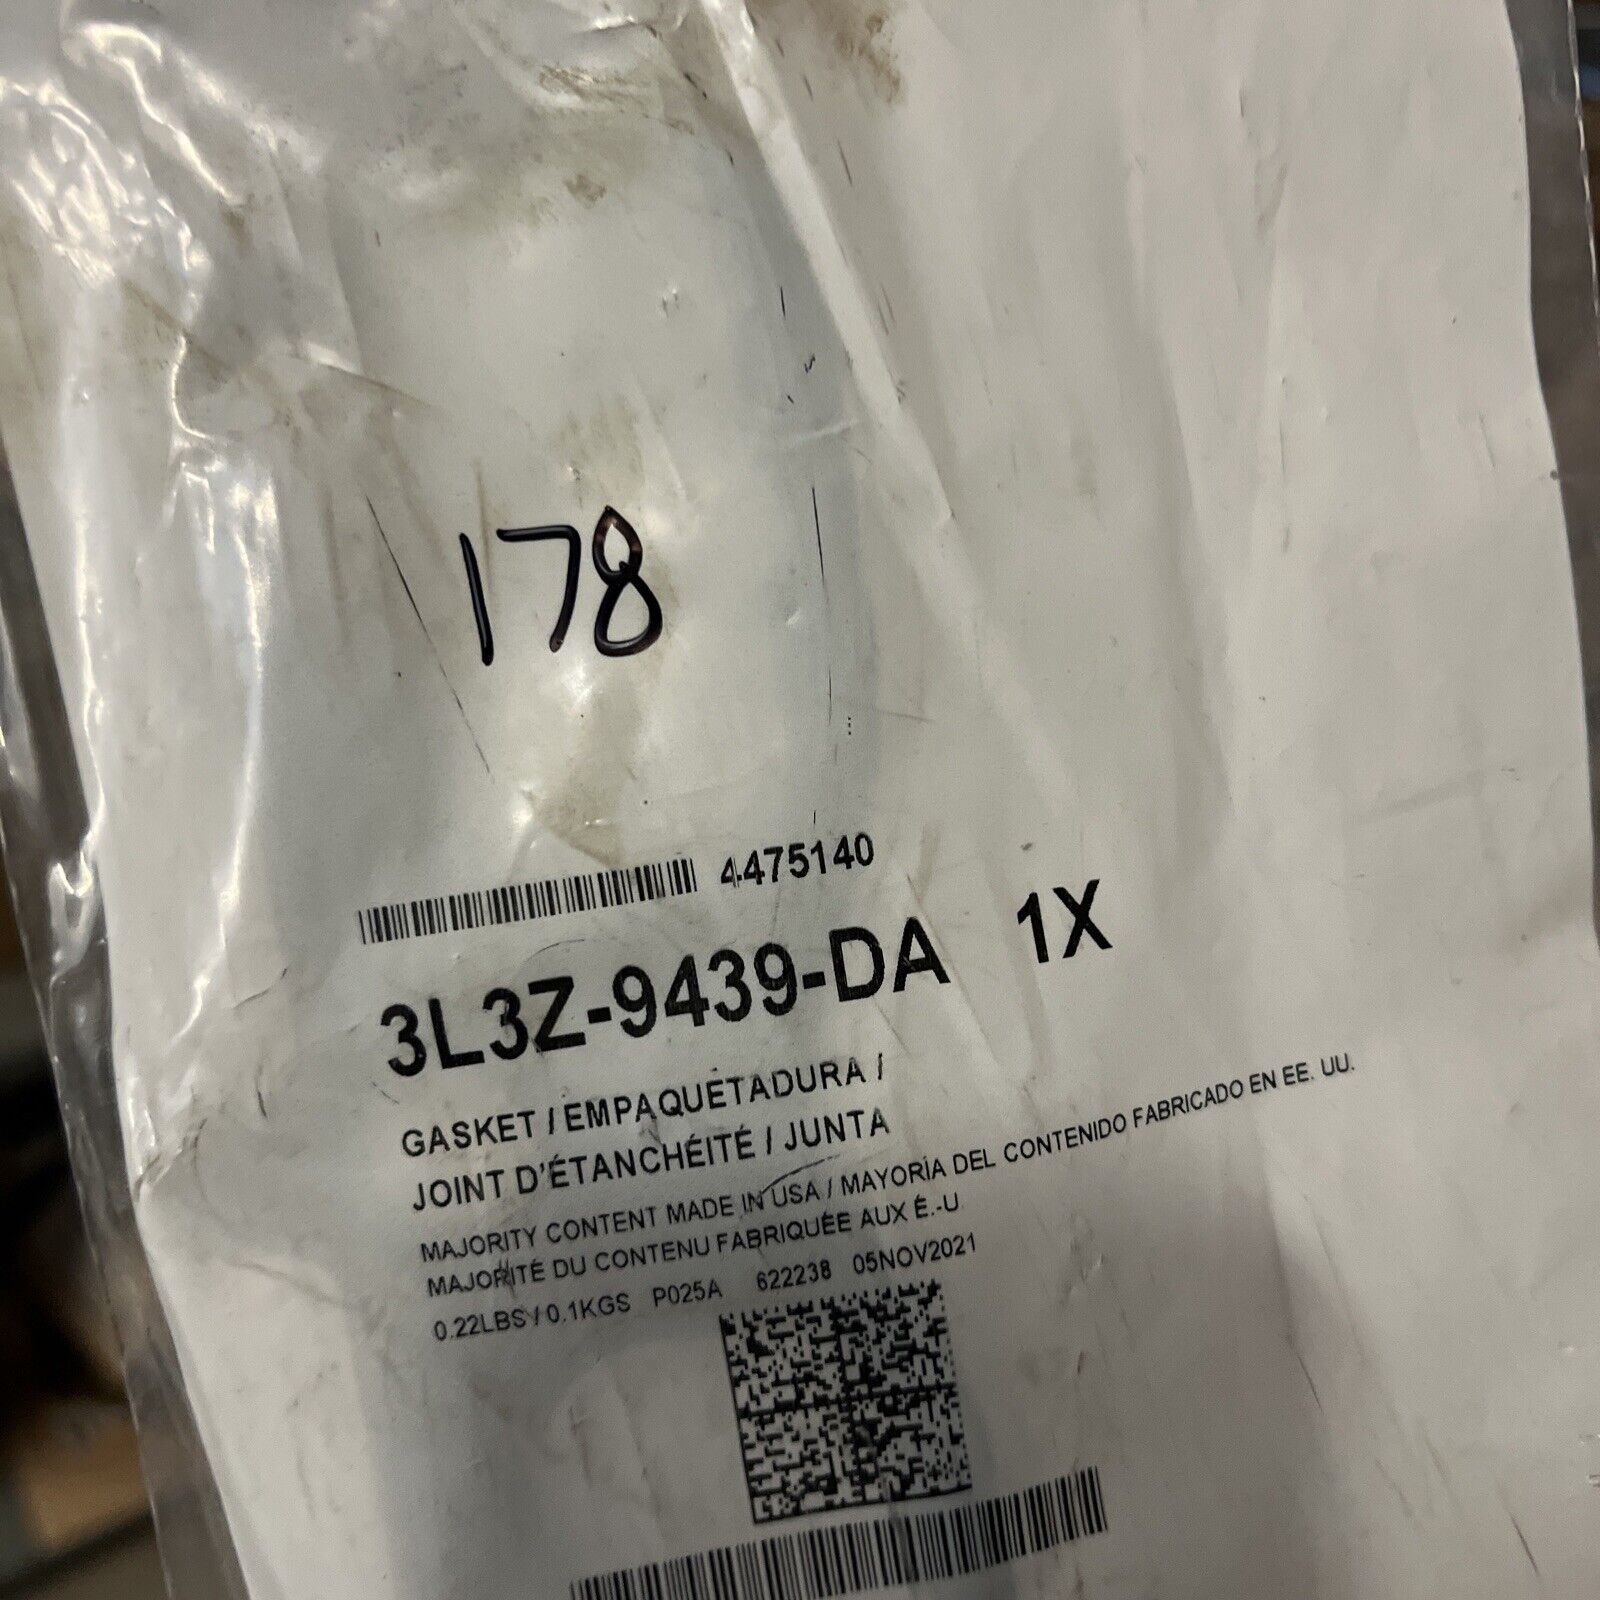 178
4475140
3L3Z-9439-DA 1X
GASKET / EMPAQUETADURA /
JOINT D'ÉTANCHÉITÉ / JUNTA
MAJORITY CONTENT MADE IN USA / MAYORÍA DEL CONTENIDO FABRICADO EN EE. UU.
MAJORITÉ DU CONTENU FABRIQUÉE AUX É.-U.
0.22LBS / 0.1KGS P025A 622238 05NOV2021